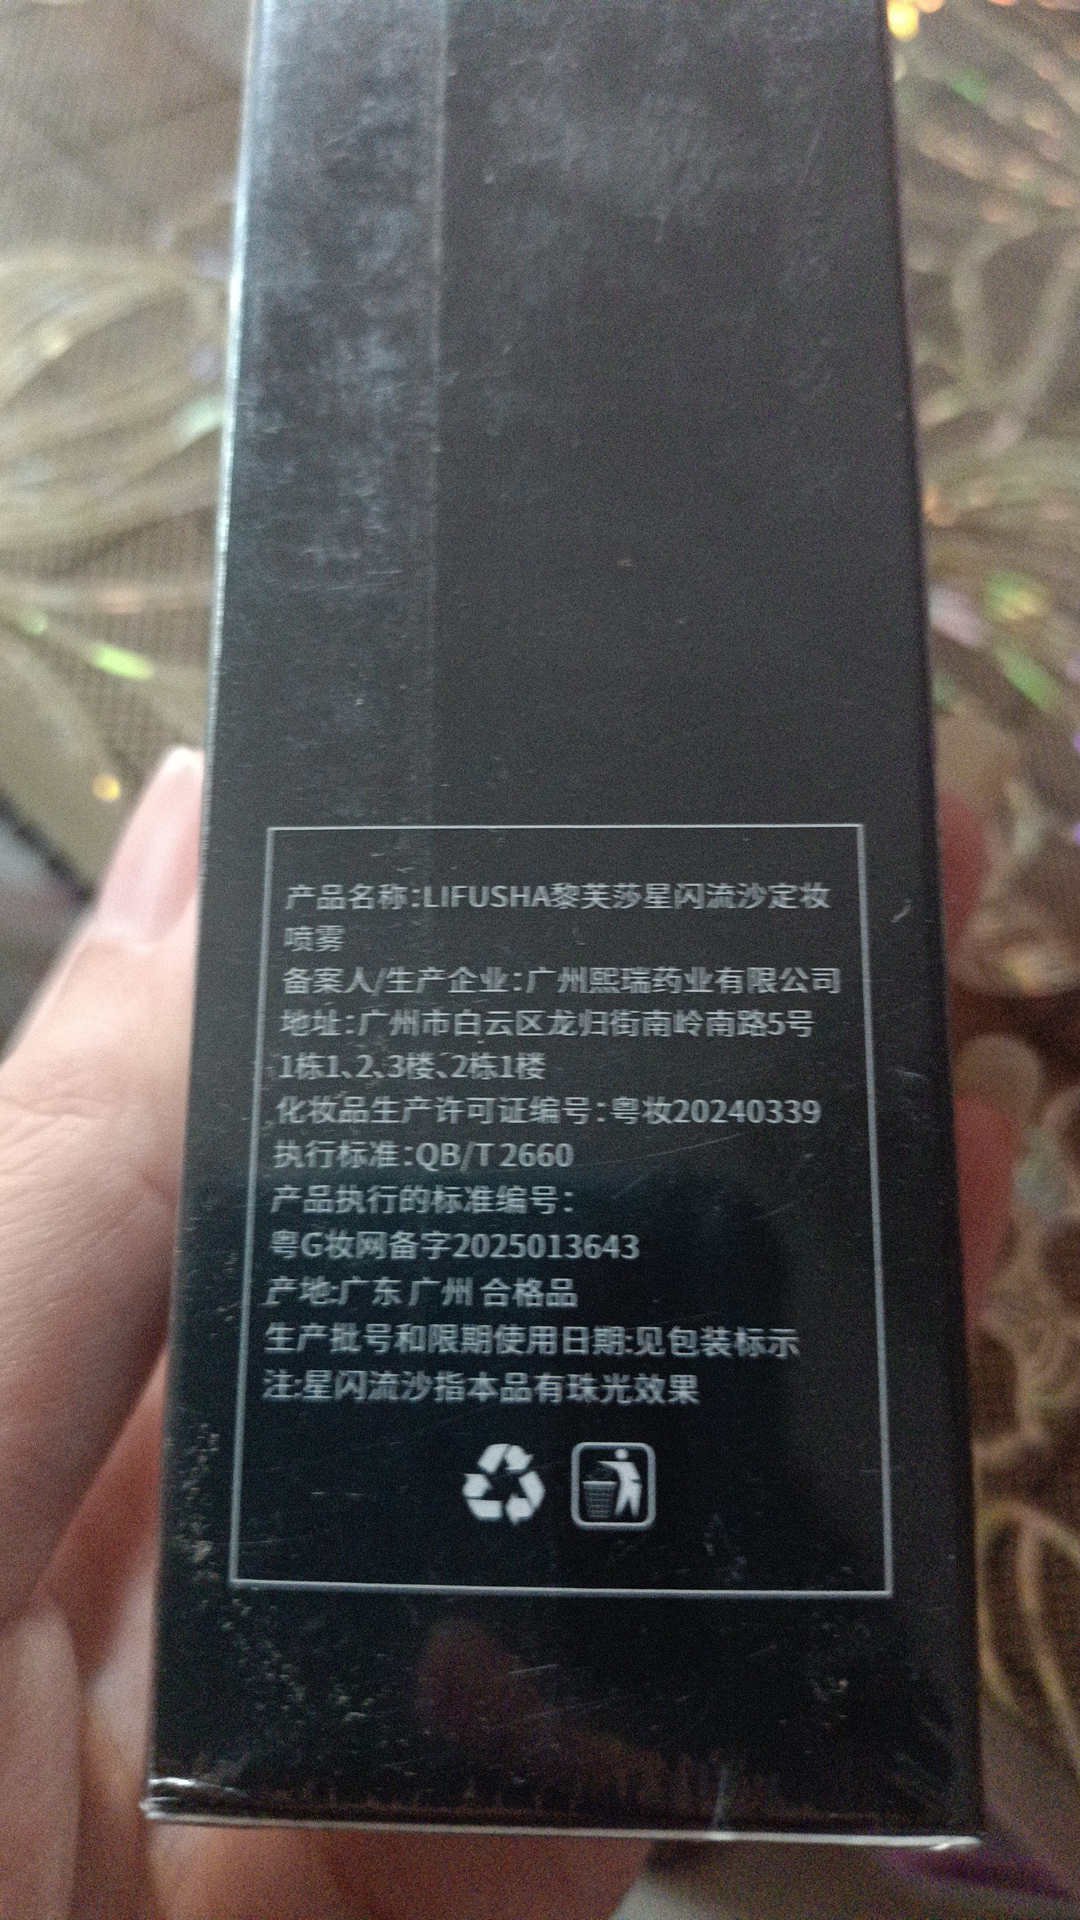 产品名称:LIFUSHA黎芙莎星闪流沙定妆
喷雾
备案人/生产企业:广州熙瑞药业有限公司
地址:广州市白云区龙归街南岭南路5号
1栋1、2、3楼、2栋1楼
化妆品生产许可证编号:粤妆20240339
执行标准:QB/T 2660
产品执行的标准编号:
粤G妆网备字2025013643
产地:广东 广州 合格品
生产批号和限期使用日期:见包装标示
注:星闪流沙指本品有珠光效果